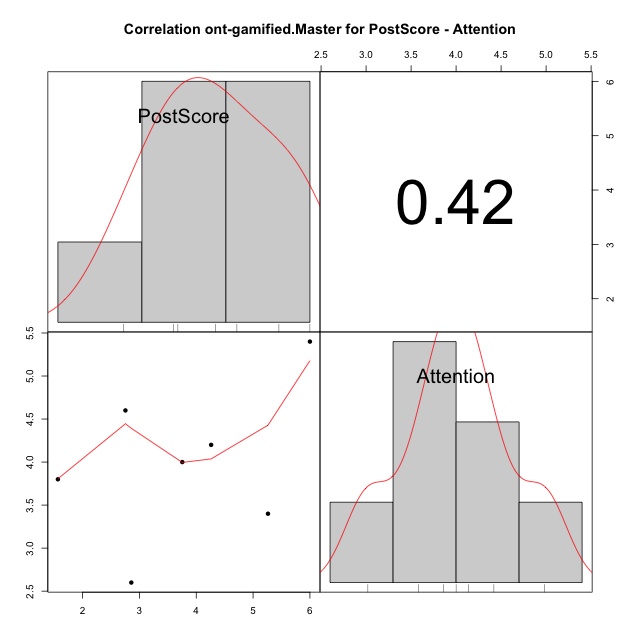 Correlation ont-gamified.Master for PostScore - Attention
2.5 3.0 3.5 4.0 4.5 5.0 5.5
PostScore
0.42
6
5
4
3
2
5.5
5.0
4.5
4.0
3.5
3.0
2.5
Attention
2 3 4 5 6